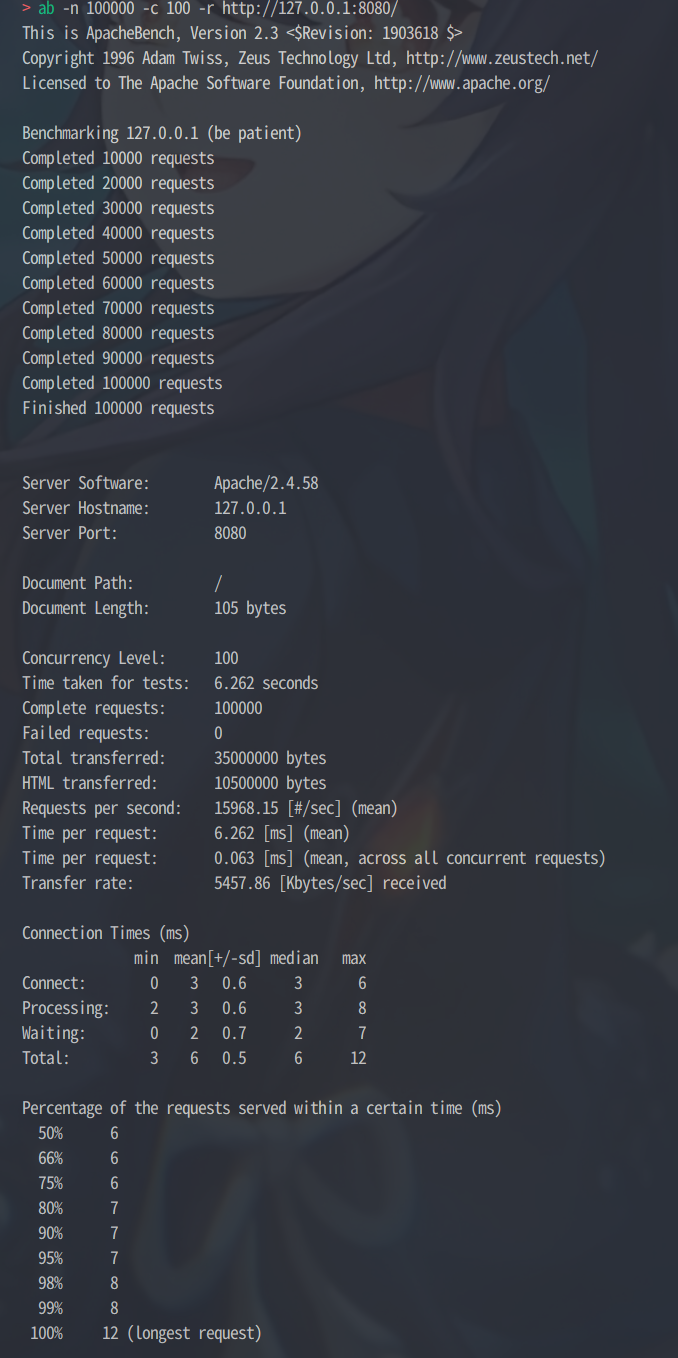 > ab -n 100000 -c 100 -r http://127.0.0.1:8080/
This is ApacheBench, Version 2.3 <$Revision: 1903618 $>
Copyright 1996 Adam Twiss, Zeus Technology Ltd, http://www.zeustech.net/
Licensed to The Apache Software Foundation, http://www.apache.org/

Benchmarking 127.0.0.1 (be patient)
Completed 10000 requests
Completed 20000 requests
Completed 30000 requests
Completed 40000 requests
Completed 50000 requests
Completed 60000 requests
Completed 70000 requests
Completed 80000 requests
Completed 90000 requests
Completed 100000 requests
Finished 100000 requests

Server Software:        Apache/2.4.58
Server Hostname:        127.0.0.1
Server Port:            8080

Document Path:          /
Document Length:        105 bytes

Concurrency Level:      100
Time taken for tests:   6.262 seconds
Complete requests:      100000
Failed requests:        0
Total transferred:      35000000 bytes
HTML transferred:       10500000 bytes
Requests per second:    15968.15 [#/sec] (mean)
Time per request:       6.262 [ms] (mean)
Time per request:       0.063 [ms] (mean, across all concurrent requests)
Transfer rate:          5457.86 [Kbytes/sec] received

Connection Times (ms)
              min  mean[+/-sd] median   max
Connect:        0    3   0.6      3       6
Processing:     2    3   0.6      3       8
Waiting:        0    2   0.7      2       7
Total:          3    6   0.5      6      12

Percentage of the requests served within a certain time (ms)
  50%      6
  66%      6
  75%      6
  80%      7
  90%      7
  95%      7
  98%      8
  99%      8
 100%     12 (longest request)